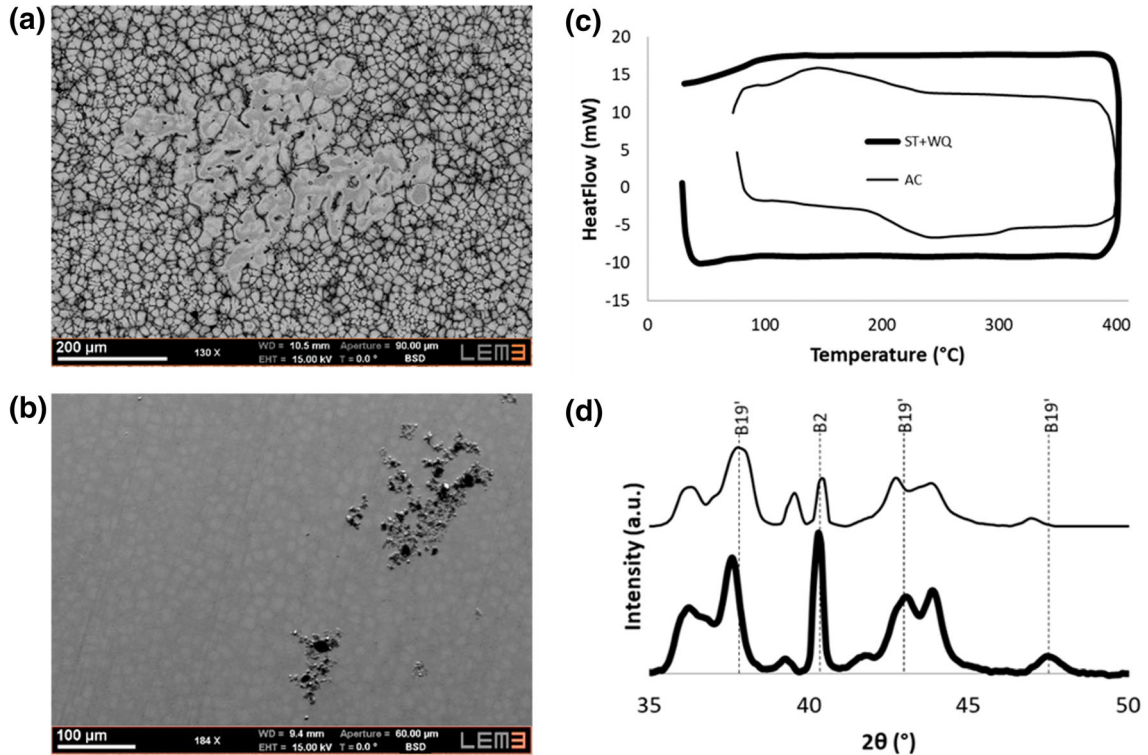 (a)
200 µm
130 X
WD = 10.5 mm Aperture = 90.00 µm
EHT = 15.00 kV T = 0.0 ° BSD
LEM3
(b)
100 µm
184 X
WD = 9.4 mm Aperture = 60.00 µm
EHT = 15.00 kV T = 0.0 ° BSD
LEM3
(c)
HeatFlow (mW)
20
15
10
5
0
-5
-10
-15
ST+WQ
AC
0 100 200 300 400
Temperature (°C)
(d)
B19'
B2
B19'
B19'
Intensity (a.u.)
35 40 45 50
2θ (°)